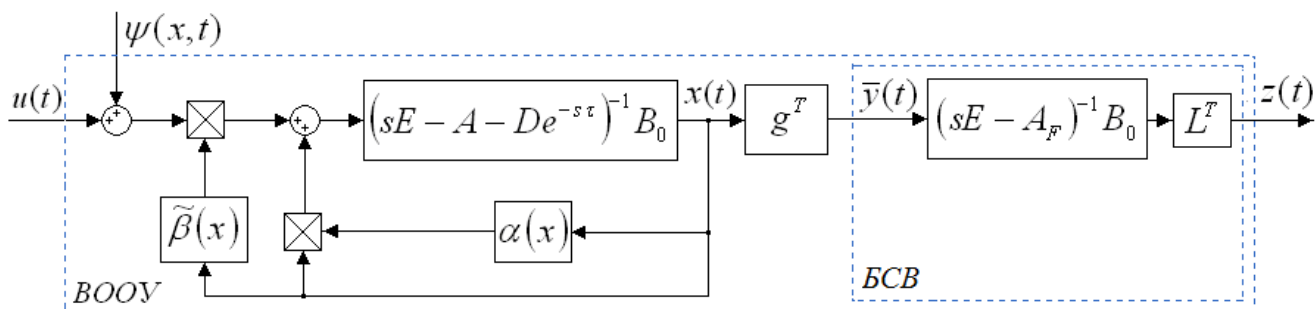 ψ(x,t)
u(t)
(sE − A − De^{−sτ})^{−1} B_0
x(t)
g^T
ȳ(t)
(sE − A_F)^{−1} B_0
L^T
z(t)
β̃(x)
α(x)
ВООУ
БСВ